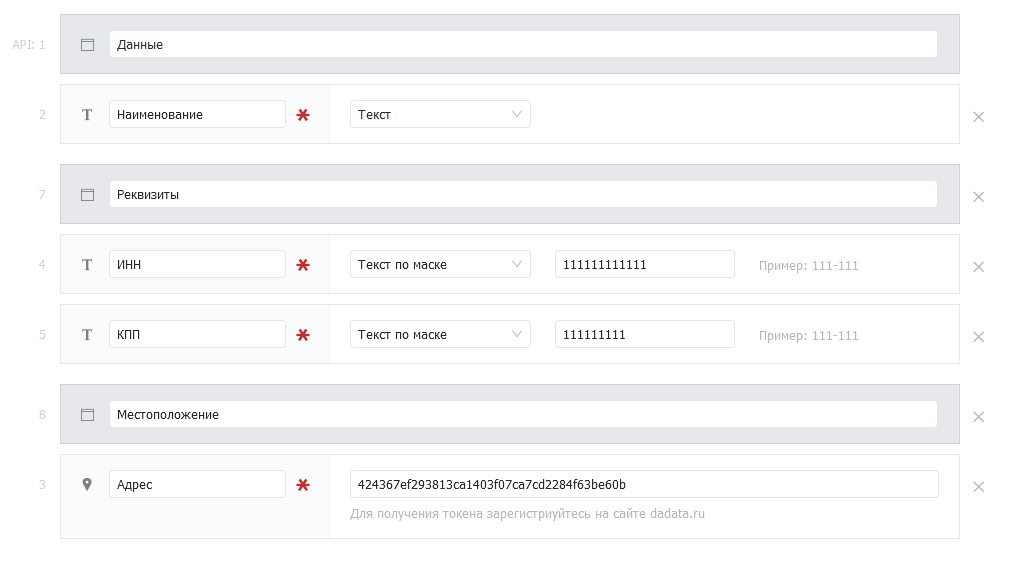 API: 1 Данные
2 T Наименование * Текст
7 Реквизиты
4 T ИНН * Текст по маске 111111111111 Пример: 111-111
5 T КПП * Текст по маске 111111111 Пример: 111-111
8 Местоположение
3 Адрес * 424367ef293813ca1403f07ca7cd2284f63be60b
Для получения токена зарегистрируйтесь на сайте dadata.ru